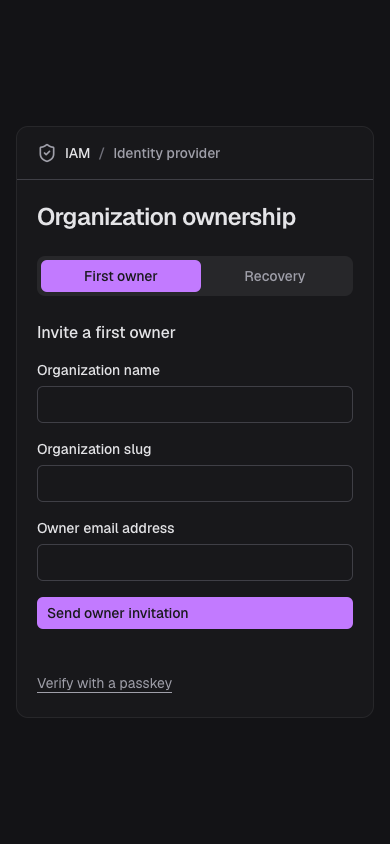 IAM / Identity provider
Organization ownership
First owner Recovery
Invite a first owner
Organization name
Organization slug
Owner email address
Send owner invitation
Verify with a passkey